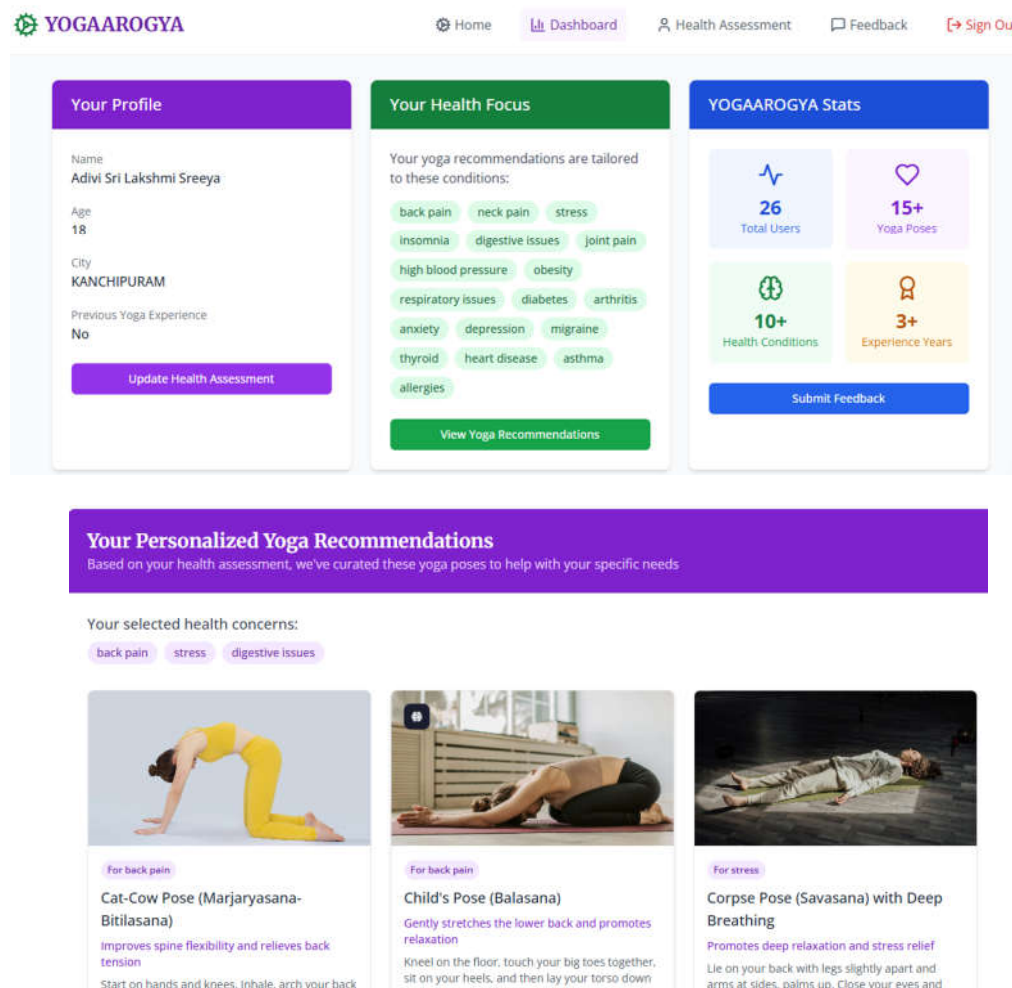 YOGAAROGYA
Home
Dashboard
Health Assessment
Feedback
Sign Ou
Your Profile
Name
Adivi Sri Lakshmi Sreeya
Age
18
City
KANCHIPURAM
Previous Yoga Experience
No
Update Health Assessment
Your Health Focus
Your yoga recommendations are tailored
to these conditions:
back pain neck pain stress
insomnia digestive issues joint pain
high blood pressure obesity
respiratory issues diabetes arthritis
anxiety depression migraine
thyroid heart disease asthma
allergies
View Yoga Recommendations
YOGAAROGYA Stats
26
Total Users
15+
Yoga Poses
10+
Health Conditions
3+
Experience Years
Submit Feedback
Your Personalized Yoga Recommendations
Based on your health assessment, we've curated these yoga poses to help with your specific needs
Your selected health concerns:
back pain stress digestive issues
For back pain
Cat-Cow Pose (Marjaryasana-
Bitilasana)
Improves spine flexibility and relieves back
tension
Start on hands and knees. Inhale, arch your back
For back pain
Child's Pose (Balasana)
Gently stretches the lower back and promotes
relaxation
Kneel on the floor, touch your big toes together,
sit on your heels, and then lay your torso down
For stress
Corpse Pose (Savasana) with Deep
Breathing
Promotes deep relaxation and stress relief
Lie on your back with legs slightly apart and
arms at sides, palms up. Close your eyes and